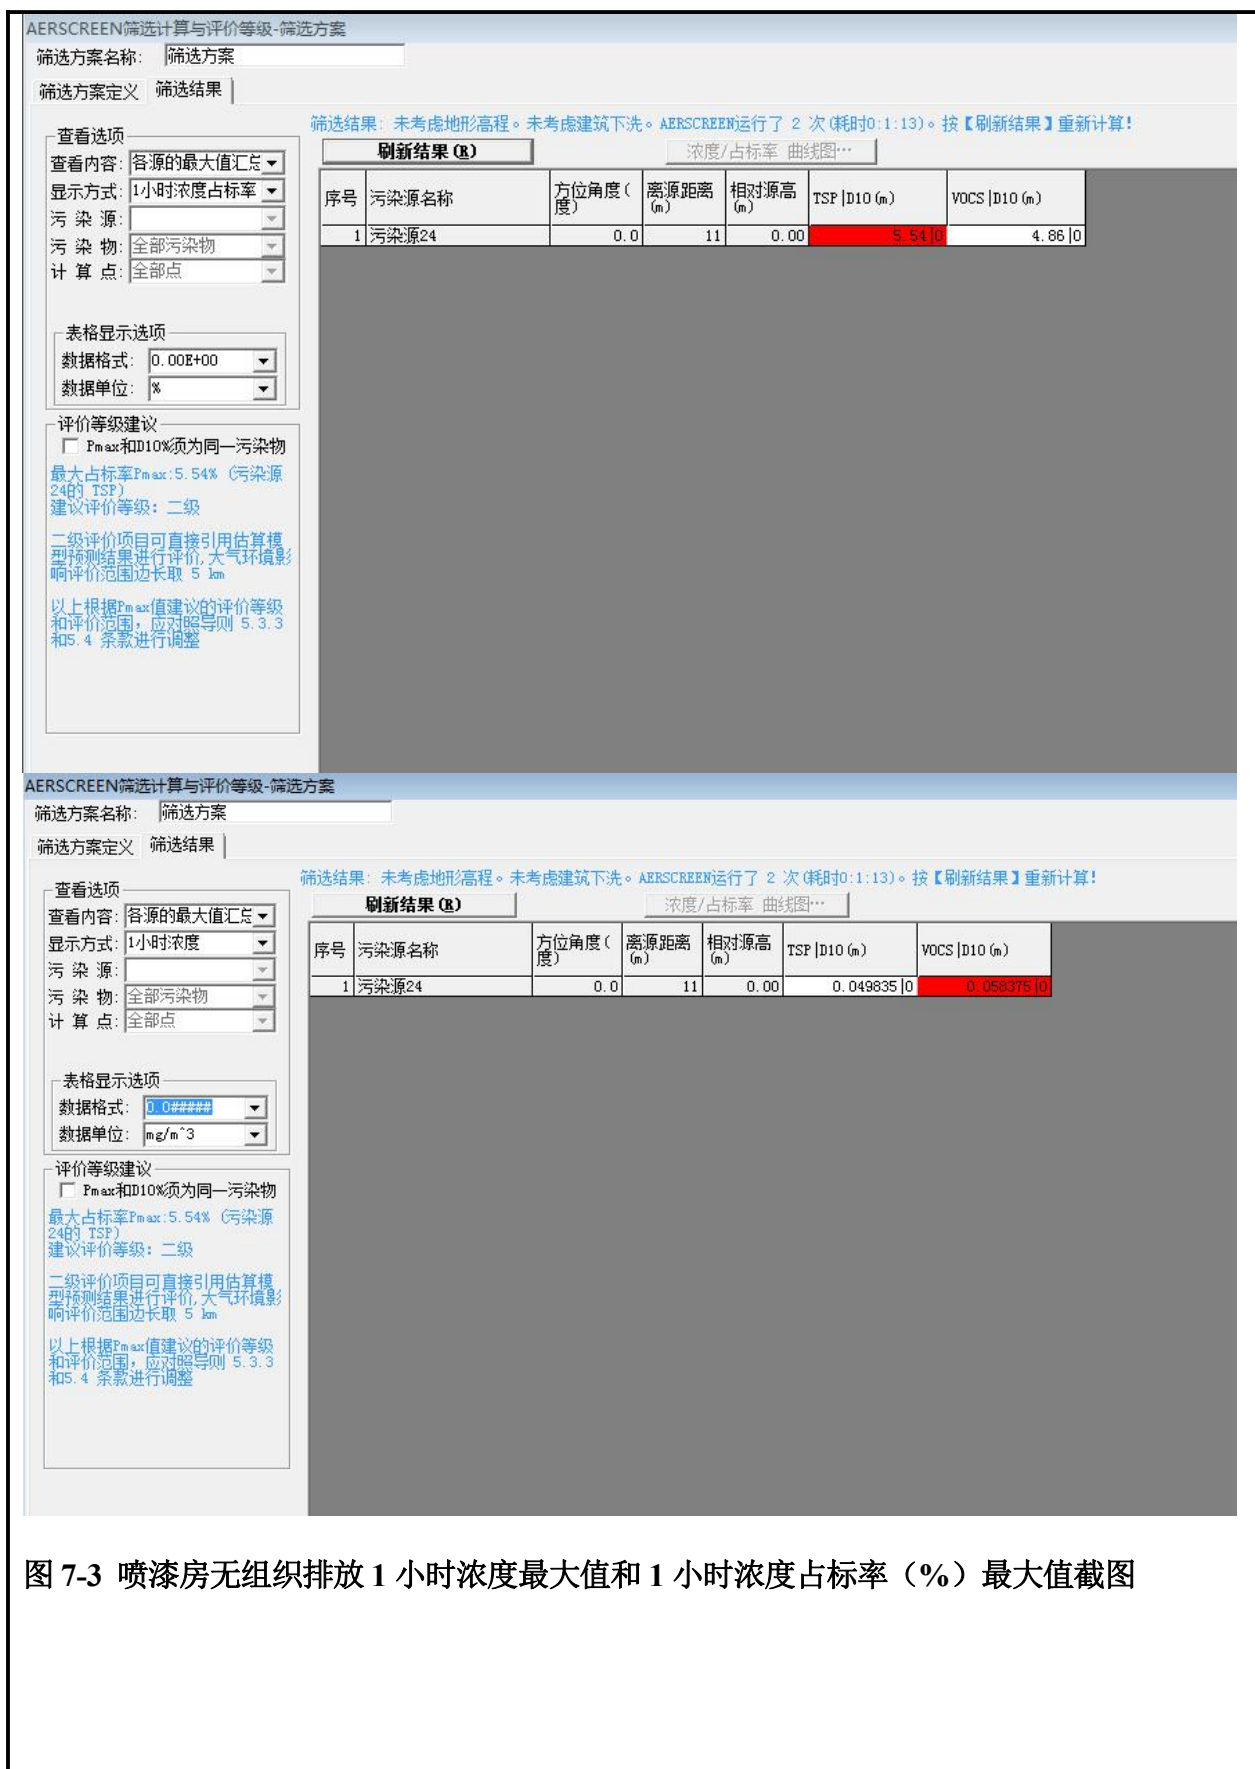 AERSCREEN筛选计算与评价等级-筛选方案
筛选方案名称: 筛选方案
筛选方案定义 筛选结果
筛选结果: 未考虑地形高程。未考虑建筑下洗。AERSCREEN运行了 2 次(耗时0:1:13)。按【刷新结果】重新计算!
查看选项
刷新结果(R) 浓度/占标率 曲线图…
查看内容: 各源的最大值汇总
显示方式: 1小时浓度占标率
污 染 源:
污 染 物: 全部污染物
计 算 点: 全部点
序号 污染源名称 方位角度(度) 离源距离(m) 相对源高(m) TSP|D10(m) VOCS|D10(m)
1 污染源24 0.0 11 0.00 5.54|0 4.86|0
表格显示选项
数据格式: 0.00E+00
数据单位: %
评价等级建议
Pmax和D10%须为同一污染物
最大占标率Pmax:5.54% (污染源
24的 TSP)
建议评价等级: 二级
二级评价项目可直接引用估算模
型预测结果进行评价,大气环境影
响评价范围边长取 5 km
以上根据Pmax值建议的评价等级
和评价范围, 应对照导则 5.3.3
和5.4 条款进行调整
AERSCREEN筛选计算与评价等级-筛选方案
筛选方案名称: 筛选方案
筛选方案定义 筛选结果
筛选结果: 未考虑地形高程。未考虑建筑下洗。AERSCREEN运行了 2 次(耗时0:1:13)。按【刷新结果】重新计算!
查看选项
刷新结果(R) 浓度/占标率 曲线图…
查看内容: 各源的最大值汇总
显示方式: 1小时浓度
污 染 源:
污 染 物: 全部污染物
计 算 点: 全部点
序号 污染源名称 方位角度(度) 离源距离(m) 相对源高(m) TSP|D10(m) VOCS|D10(m)
1 污染源24 0.0 11 0.00 0.049835|0 0.058375|0
表格显示选项
数据格式: 0.0#####
数据单位: mg/m^3
评价等级建议
Pmax和D10%须为同一污染物
最大占标率Pmax:5.54% (污染源
24的 TSP)
建议评价等级: 二级
二级评价项目可直接引用估算模
型预测结果进行评价,大气环境影
响评价范围边长取 5 km
以上根据Pmax值建议的评价等级
和评价范围, 应对照导则 5.3.3
和5.4 条款进行调整
图 7-3 喷漆房无组织排放 1 小时浓度最大值和 1 小时浓度占标率（%）最大值截图